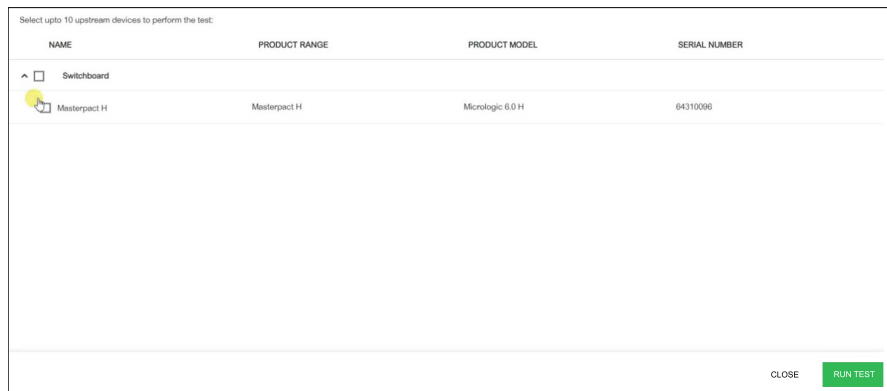 Select upto 10 upstream devices to perform the test:
NAME PRODUCT RANGE PRODUCT MODEL SERIAL NUMBER
Switchboard
Masterpact H Masterpact H Micrologic 6.0 H 64310096
CLOSE RUN TEST